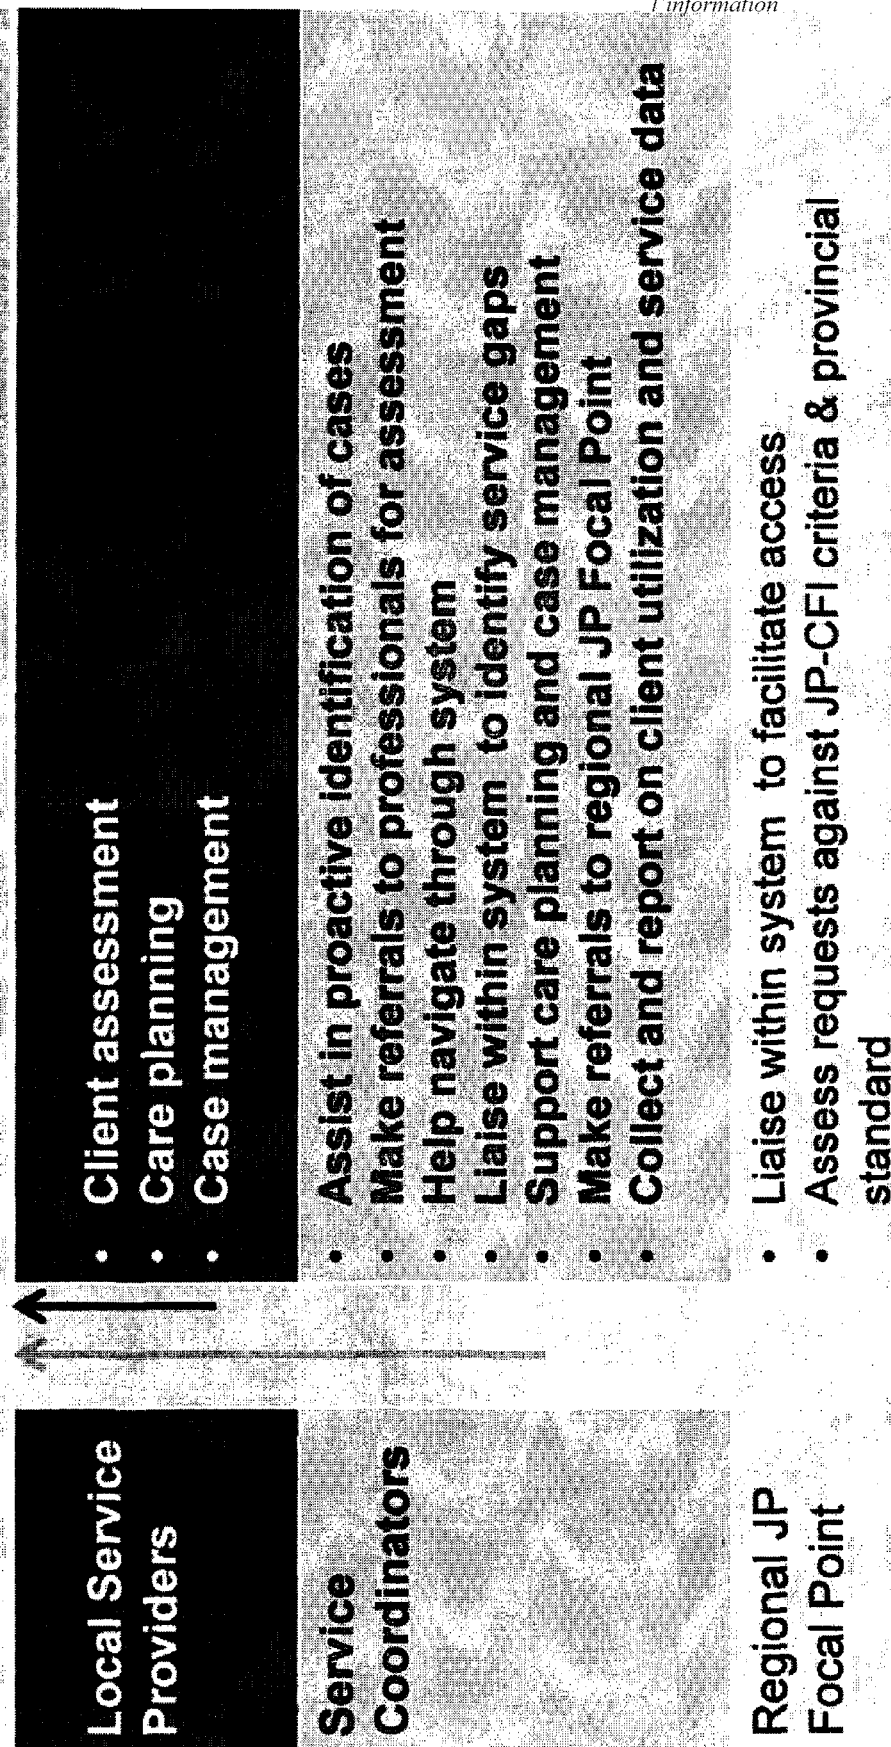 l'information
Local Service
Providers
• Client assessment
• Care planning
• Case management
Service
Coordinators
• Assist in proactive identification of cases
• Make referrals to professionals for assessment
• Help navigate through system
• Liaise within system to identify service gaps
• Support care planning and case management
• Make referrals to regional JP Focal Point
• Collect and report on client utilization and service data
Regional JP
Focal Point
• Liaise within system to facilitate access
• Assess requests against JP-CFI criteria & provincial
standard